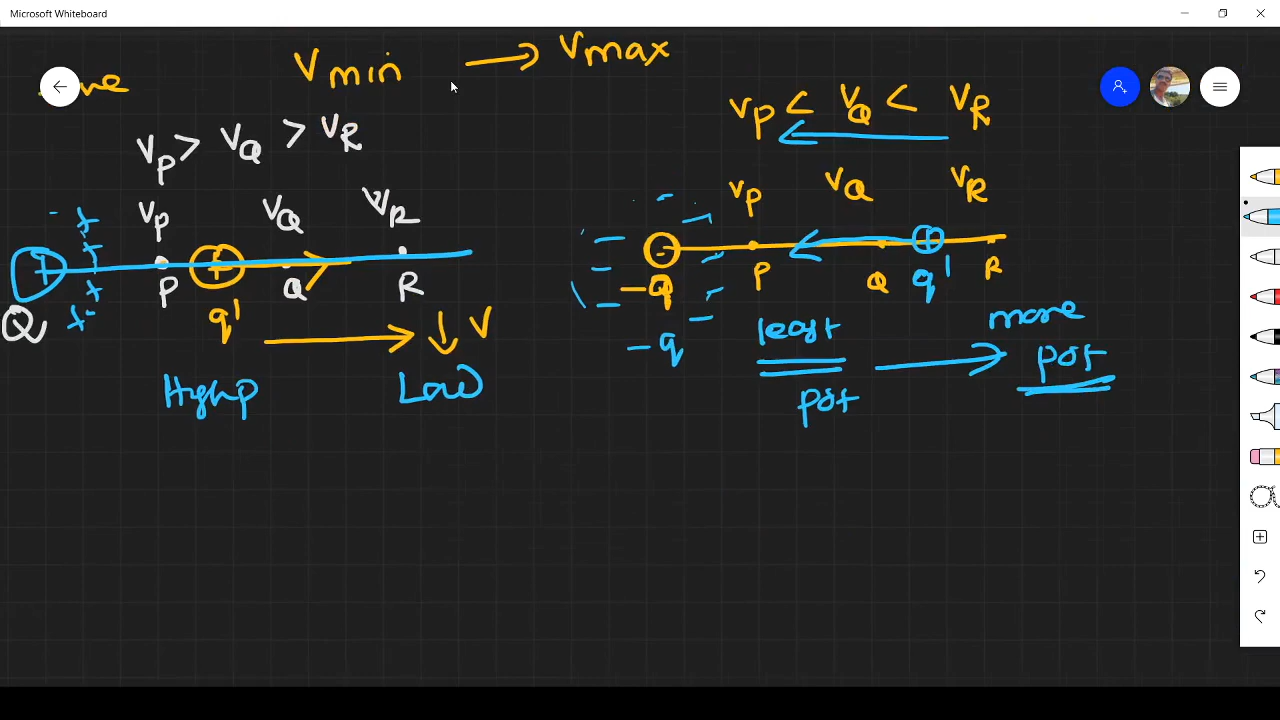 Microsoft Whiteboard
Vmin → Vmax
VP > VQ > VR
VP < VQ < VR
VP VQ VR
VP VQ VR
+ + + + +
P + Q R
- P Q + R
Q q' ↓ V
-Q q'
-q least more
pot → pot
High p Low